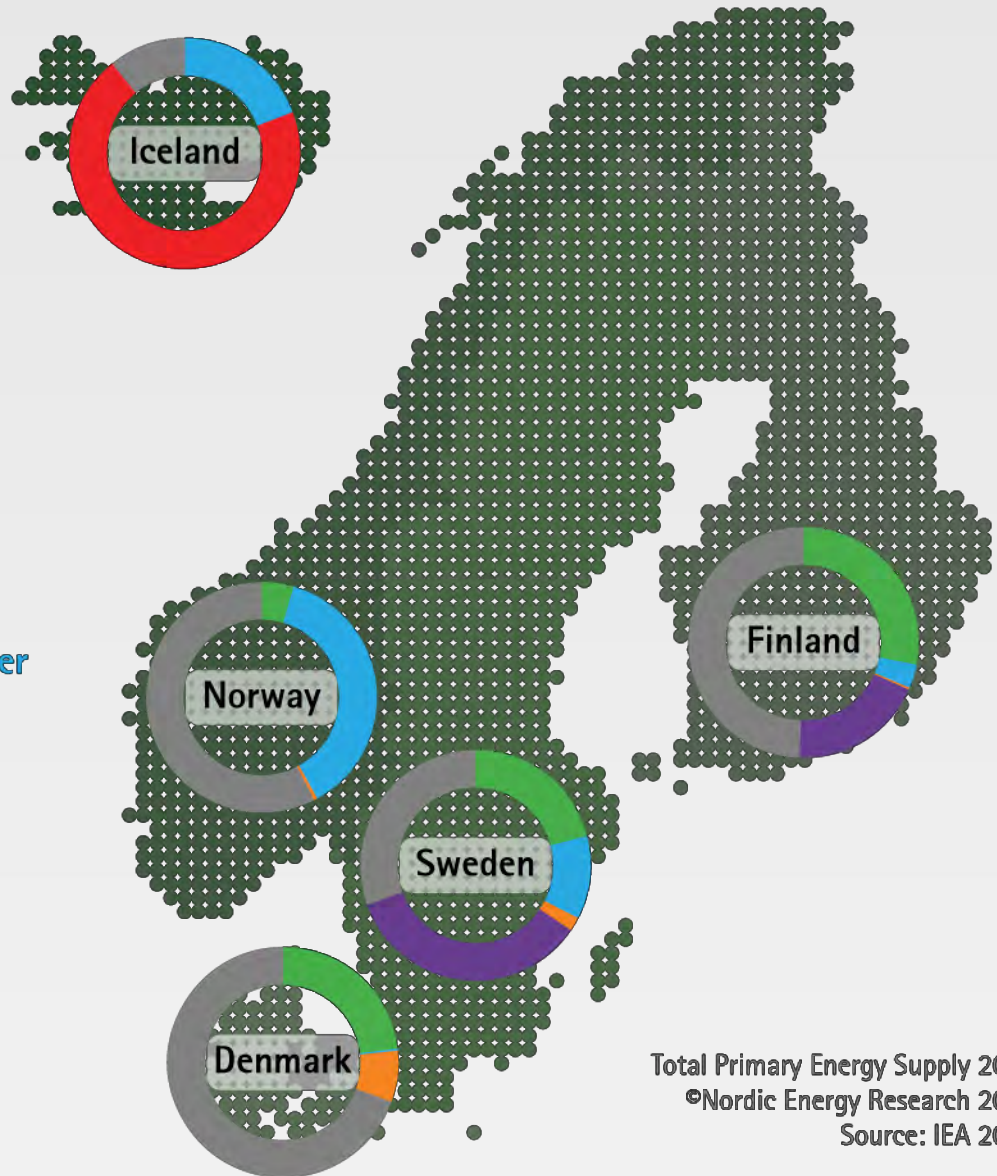 Iceland
Finland
er
Norway
Sweden
Denmark
Total Primary Energy Supply 20
©Nordic Energy Research 20
Source: IEA 20